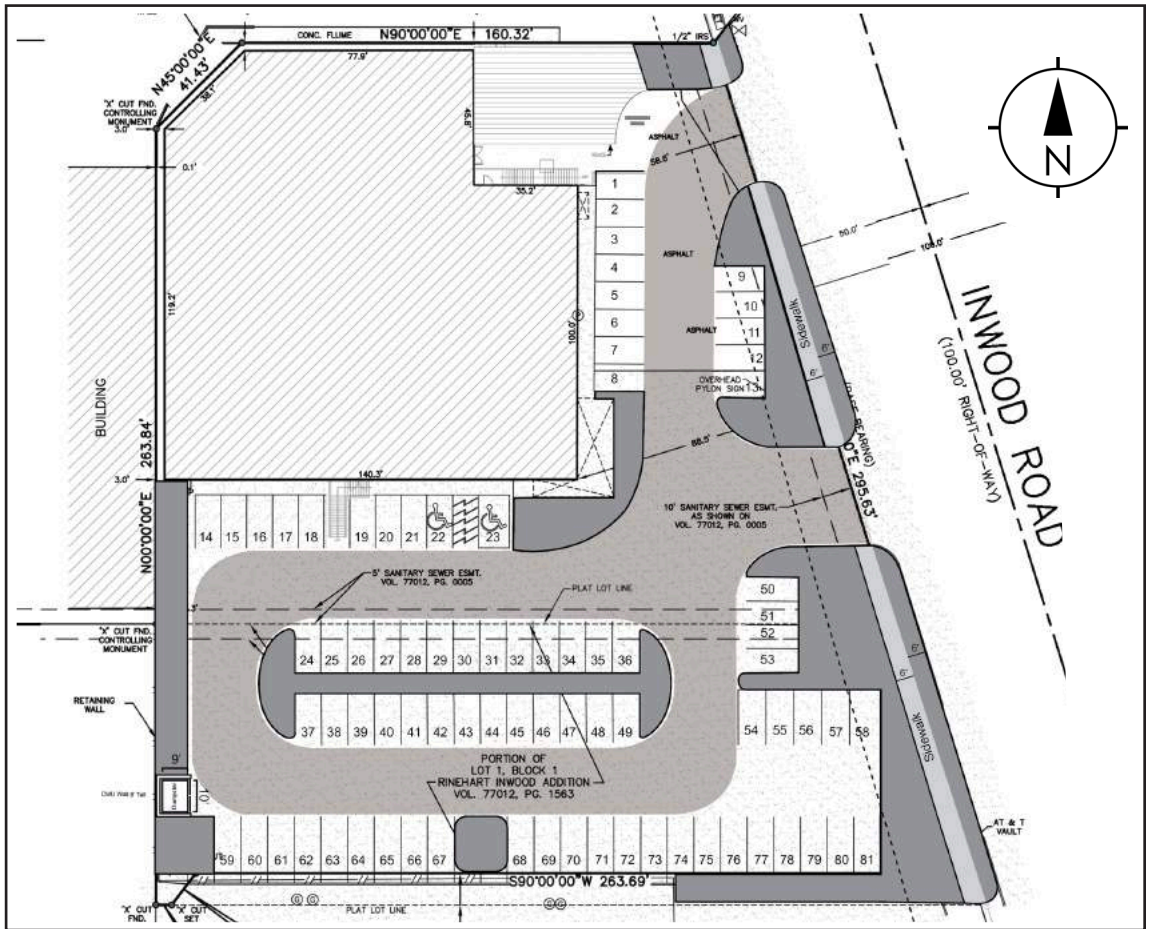 CONC. FLUME
N90°00'00"E 160.32'
1/2" IRS
N45°00'00"E
41.43'
38.1'
77.9'
"X" CUT FND.
CONTROLLING
MONUMENT
3.0'
0.1'
45.8'
35.2'
ASPHALT
58.8'
N
1
2
3
4
5
6
7
8
ASPHALT
ASPHALT
9
10
11
12
13
OVERHEAD
PYLON SIGN
Sidewalk
6'
6'
50.0'
100.0'
INWOOD ROAD
(100.00' RIGHT-OF-WAY)
BUILDING
119.2'
100.0'
N00°00'00"E 263.84'
3.0'
140.3'
68.5'
BEARING)
0"E 295.63'
10' SANITARY SEWER ESMT.
AS SHOWN ON
VOL. 77012, PG. 0005
14 15 16 17 18 19 20 21 22 23
5' SANITARY SEWER ESMT.
VOL. 77012, PG. 0005
PLAT LOT LINE
3'
"X" CUT FND.
CONTROLLING
MONUMENT
50
51
52
53
24 25 26 27 28 29 30 31 32 33 34 35 36
37 38 39 40 41 42 43 44 45 46 47 48 49
54 55 56 57 58
6'
6'
Sidewalk
RETAINING
WALL
9'
10'
Dumpster
PORTION OF
LOT 1, BLOCK 1
RINEHART INWOOD ADDITION
VOL. 77012, PG. 1563
AT & T
VAULT
59 60 61 62 63 64 65 66 67 68 69 70 71 72 73 74 75 76 77 78 79 80 81
S90°00'00"W 263.69'
"X" CUT
FND.
"X" CUT
SET
PLAT LOT LINE